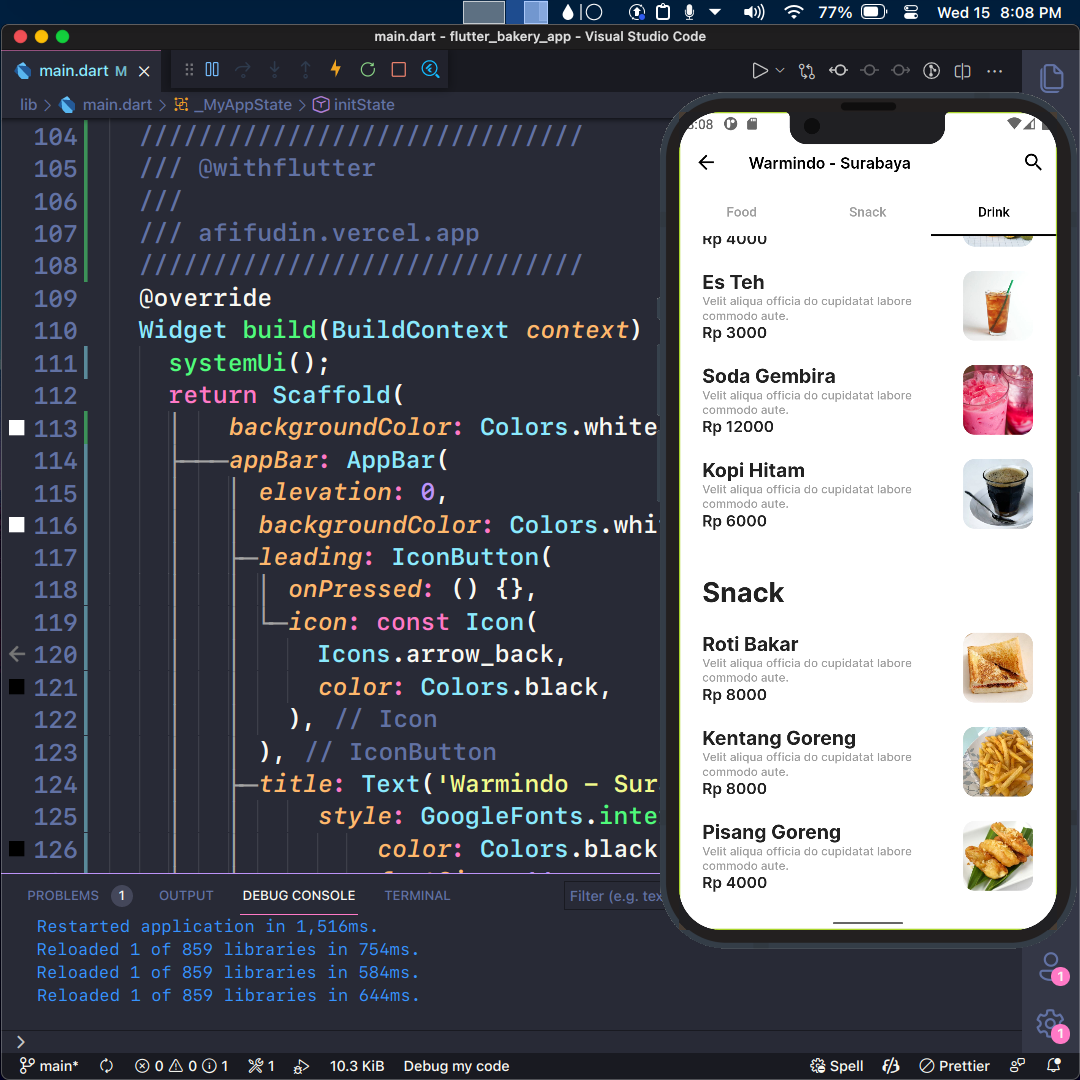 77%
Wed 15 8:08 PM
main.dart - flutter_bakery_app - Visual Studio Code
main.dart M
lib > main.dart > _MyAppState > initState
104 //////////////////////////////
105 /// @withflutter
106 ///
107 /// afifudin.vercel.app
108 //////////////////////////////
109 @override
110 Widget build(BuildContext context)
111 systemUi();
112 return Scaffold(
113 backgroundColor: Colors.white
114 appBar: AppBar(
115 elevation: 0,
116 backgroundColor: Colors.whi
117 leading: IconButton(
118 onPressed: () {},
119 icon: const Icon(
120 Icons.arrow_back,
121 color: Colors.black,
122 ), // Icon
123 ), // IconButton
124 title: Text('Warmindo - Sur
125 style: GoogleFonts.inte
126 color: Colors.black
:08
Warmindo - Surabaya
Food Snack Drink
Rp 4000
Es Teh
Velit aliqua officia do cupidatat labore
commodo aute.
Rp 3000
Soda Gembira
Velit aliqua officia do cupidatat labore
commodo aute.
Rp 12000
Kopi Hitam
Velit aliqua officia do cupidatat labore
commodo aute.
Rp 6000
Snack
Roti Bakar
Velit aliqua officia do cupidatat labore
commodo aute.
Rp 8000
Kentang Goreng
Velit aliqua officia do cupidatat labore
commodo aute.
Rp 8000
Pisang Goreng
Velit aliqua officia do cupidatat labore
commodo aute.
Rp 4000
PROBLEMS 1 OUTPUT DEBUG CONSOLE TERMINAL Filter (e.g. tex
Restarted application in 1,516ms.
Reloaded 1 of 859 libraries in 754ms.
Reloaded 1 of 859 libraries in 584ms.
Reloaded 1 of 859 libraries in 644ms.
1
1
>
main* 0 0 1 1 10.3 KiB Debug my code Spell Prettier